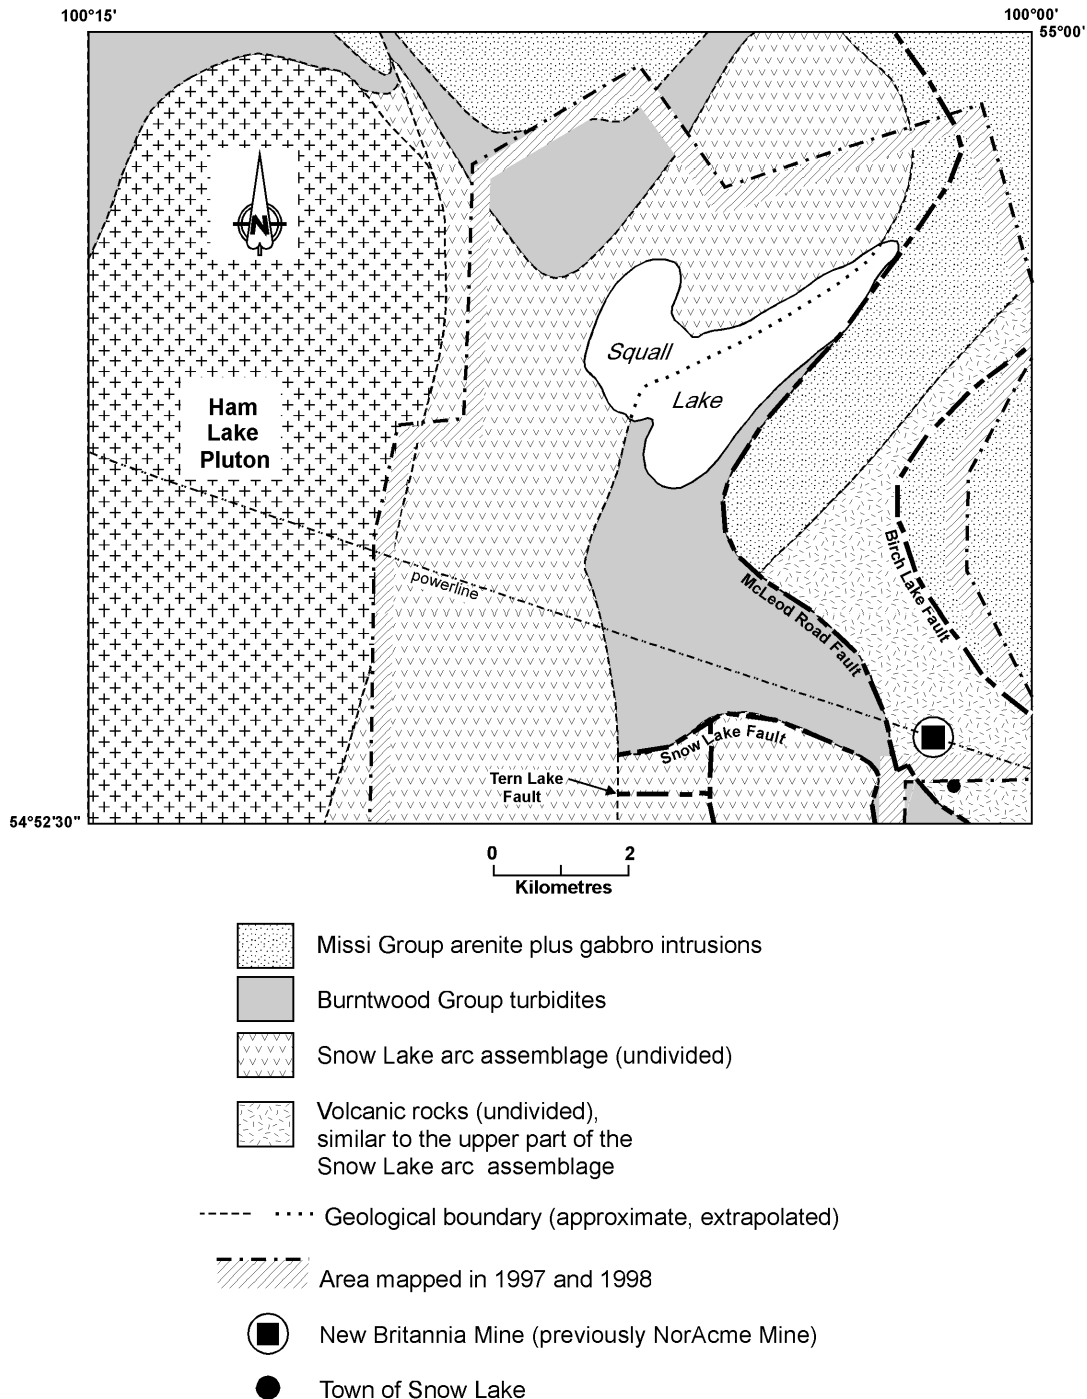 100°15'
100°00'
55°00'
N
Squall
Lake
Ham
Lake
Pluton
powerline
Birch Lake Fault
McLeod Road Fault
Snow Lake Fault
Tern Lake
Fault
54°52'30"
0 2
Kilometres
Missi Group arenite plus gabbro intrusions
Burntwood Group turbidites
Snow Lake arc assemblage (undivided)
Volcanic rocks (undivided),
similar to the upper part of the
Snow Lake arc assemblage
Geological boundary (approximate, extrapolated)
Area mapped in 1997 and 1998
New Britannia Mine (previously NorAcme Mine)
Town of Snow Lake